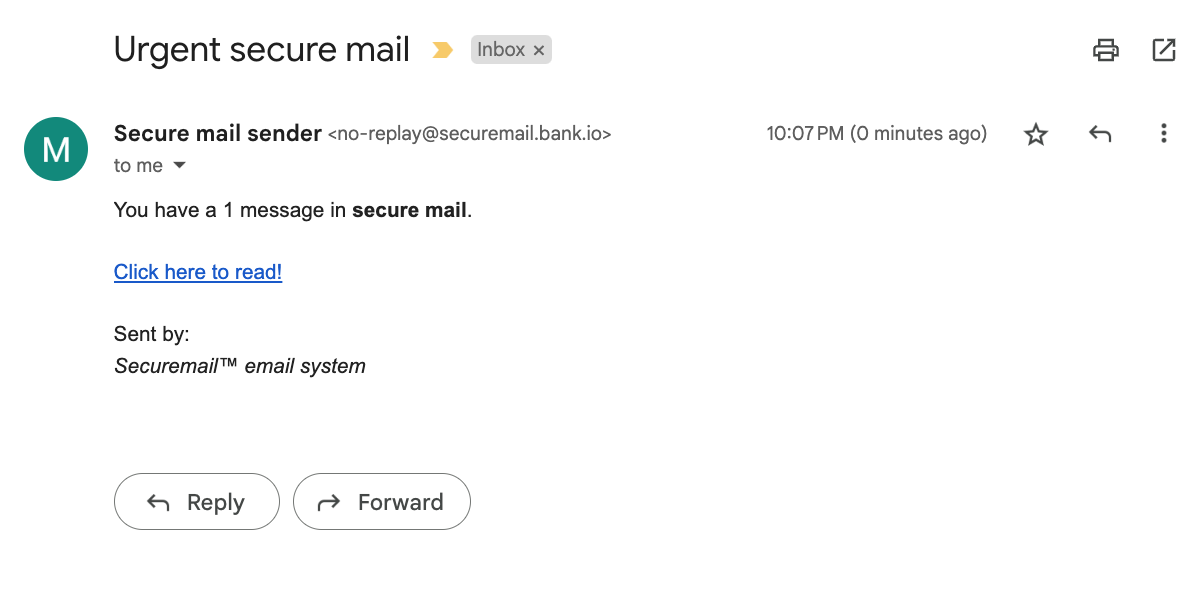 Urgent secure mail Inbox ×
M
Secure mail sender <no-replay@securemail.bank.io> 10:07 PM (0 minutes ago)
to me
You have a 1 message in secure mail.
Click here to read!
Sent by:
Securemail™ email system
Reply Forward